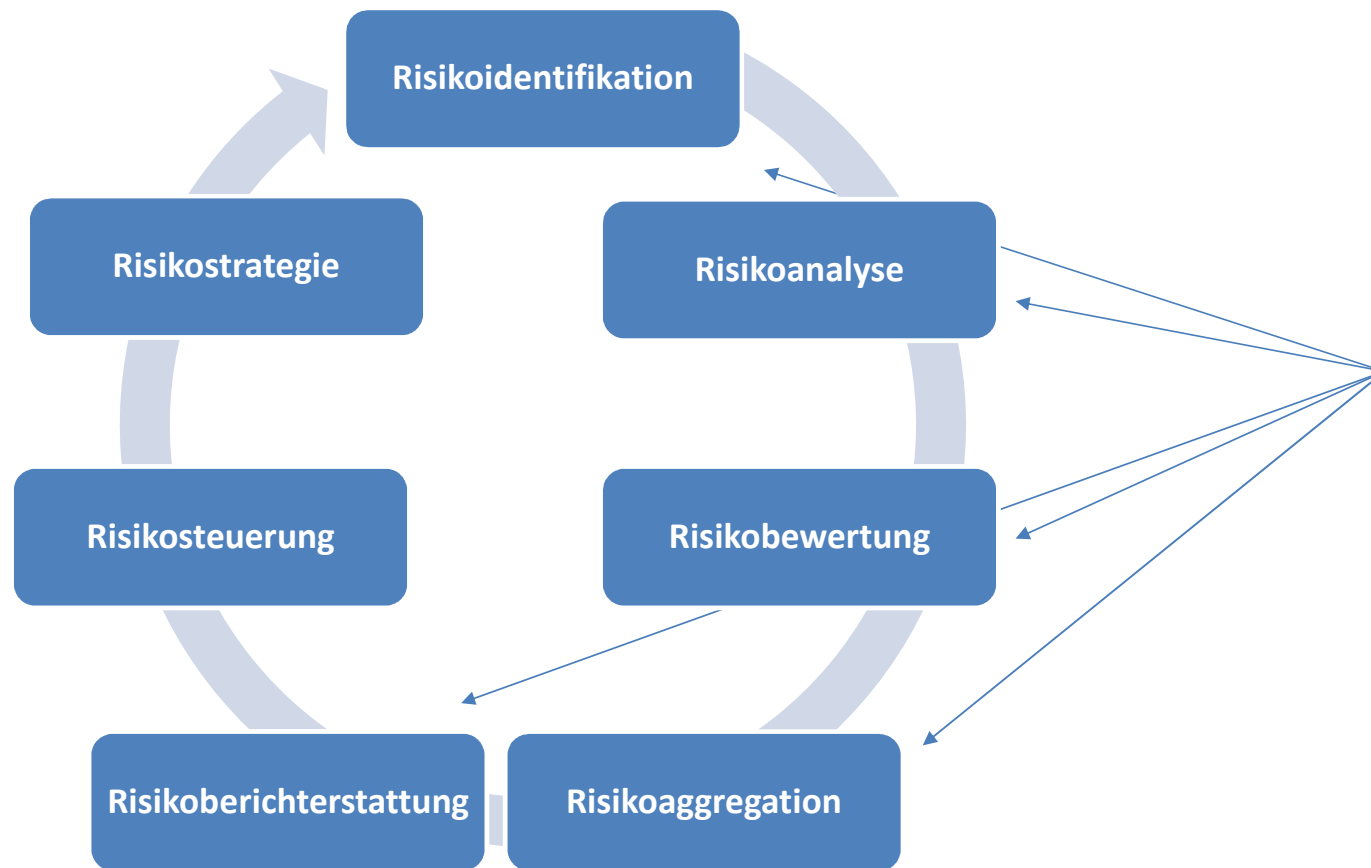 Risikoidentifikation
Risikoanalyse
Risikobewertung
Risikoaggregation
Risikoberichterstattung
Risikosteuerung
Risikostrategie